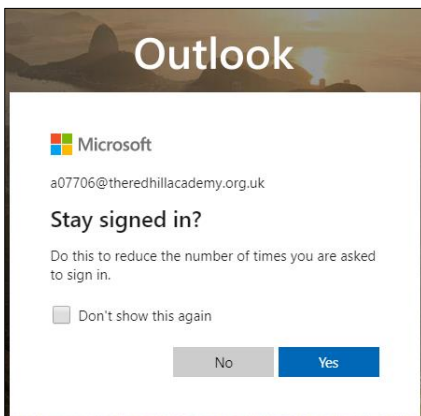 Outlook
Microsoft
a07706@theredhillacademy.org.uk
Stay signed in?
Do this to reduce the number of times you are asked
to sign in.
Don't show this again
No Yes